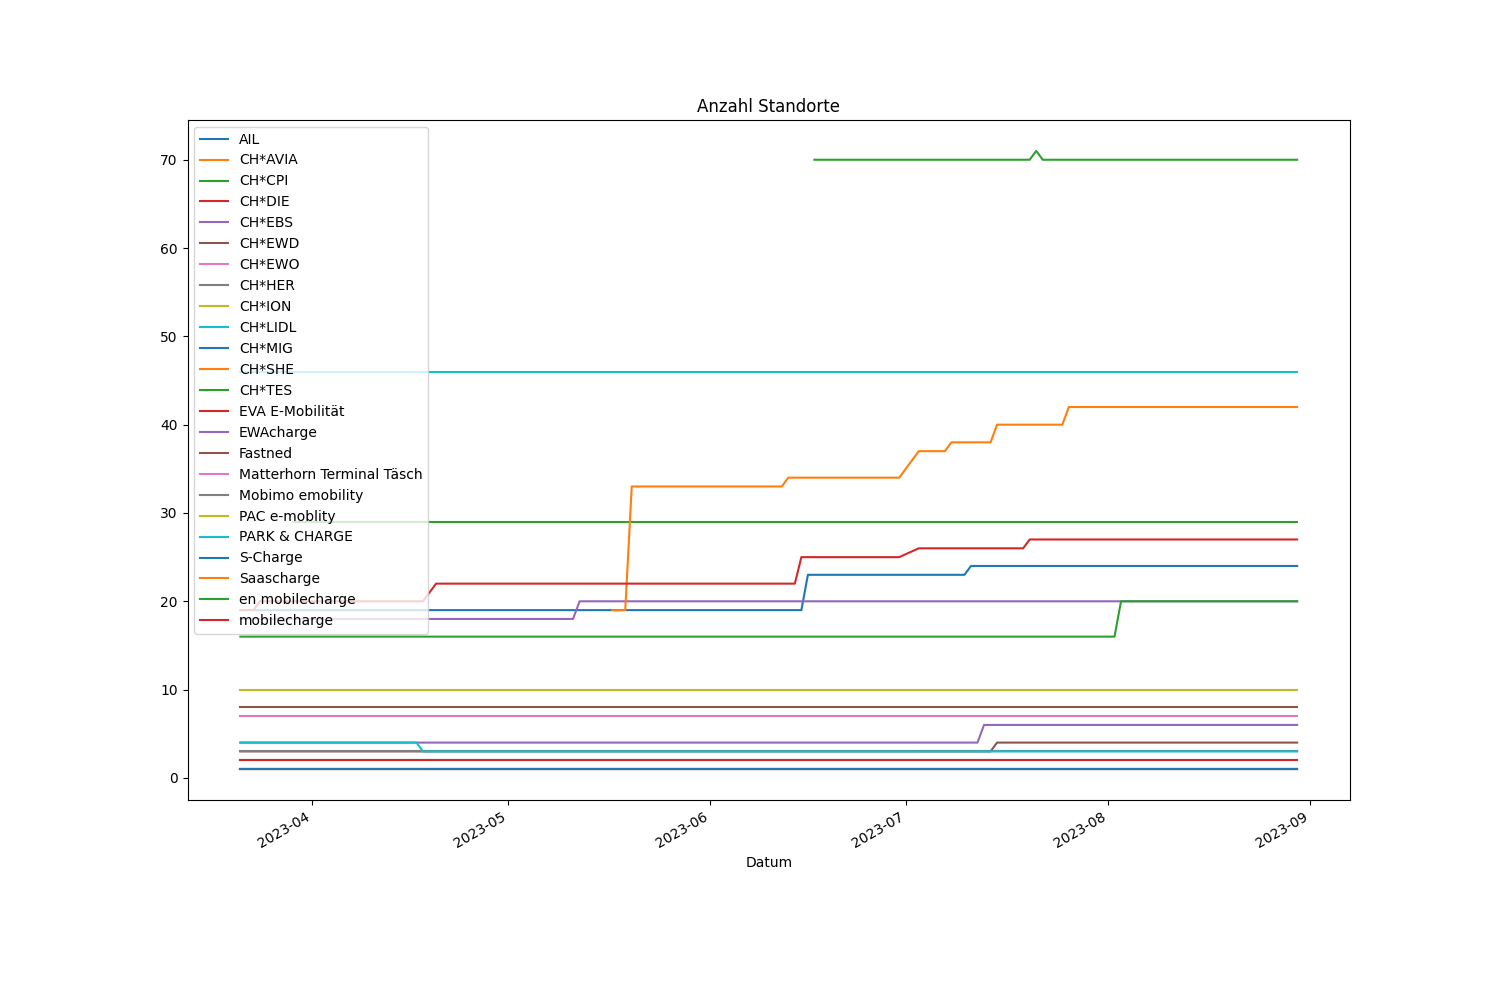 Anzahl Standorte
70
60
50
40
30
20
10
0
AIL
CH*AVIA
CH*CPI
CH*DIE
CH*EBS
CH*EWD
CH*EWO
CH*HER
CH*ION
CH*LIDL
CH*MIG
CH*SHE
CH*TES
EVA E-Mobilität
EWAcharge
Fastned
Matterhorn Terminal Täsch
Mobimo emobility
PAC e-moblity
PARK & CHARGE
S-Charge
Saascharge
en mobilecharge
mobilecharge
2023-04
2023-05
2023-06
2023-07
2023-08
2023-09
Datum